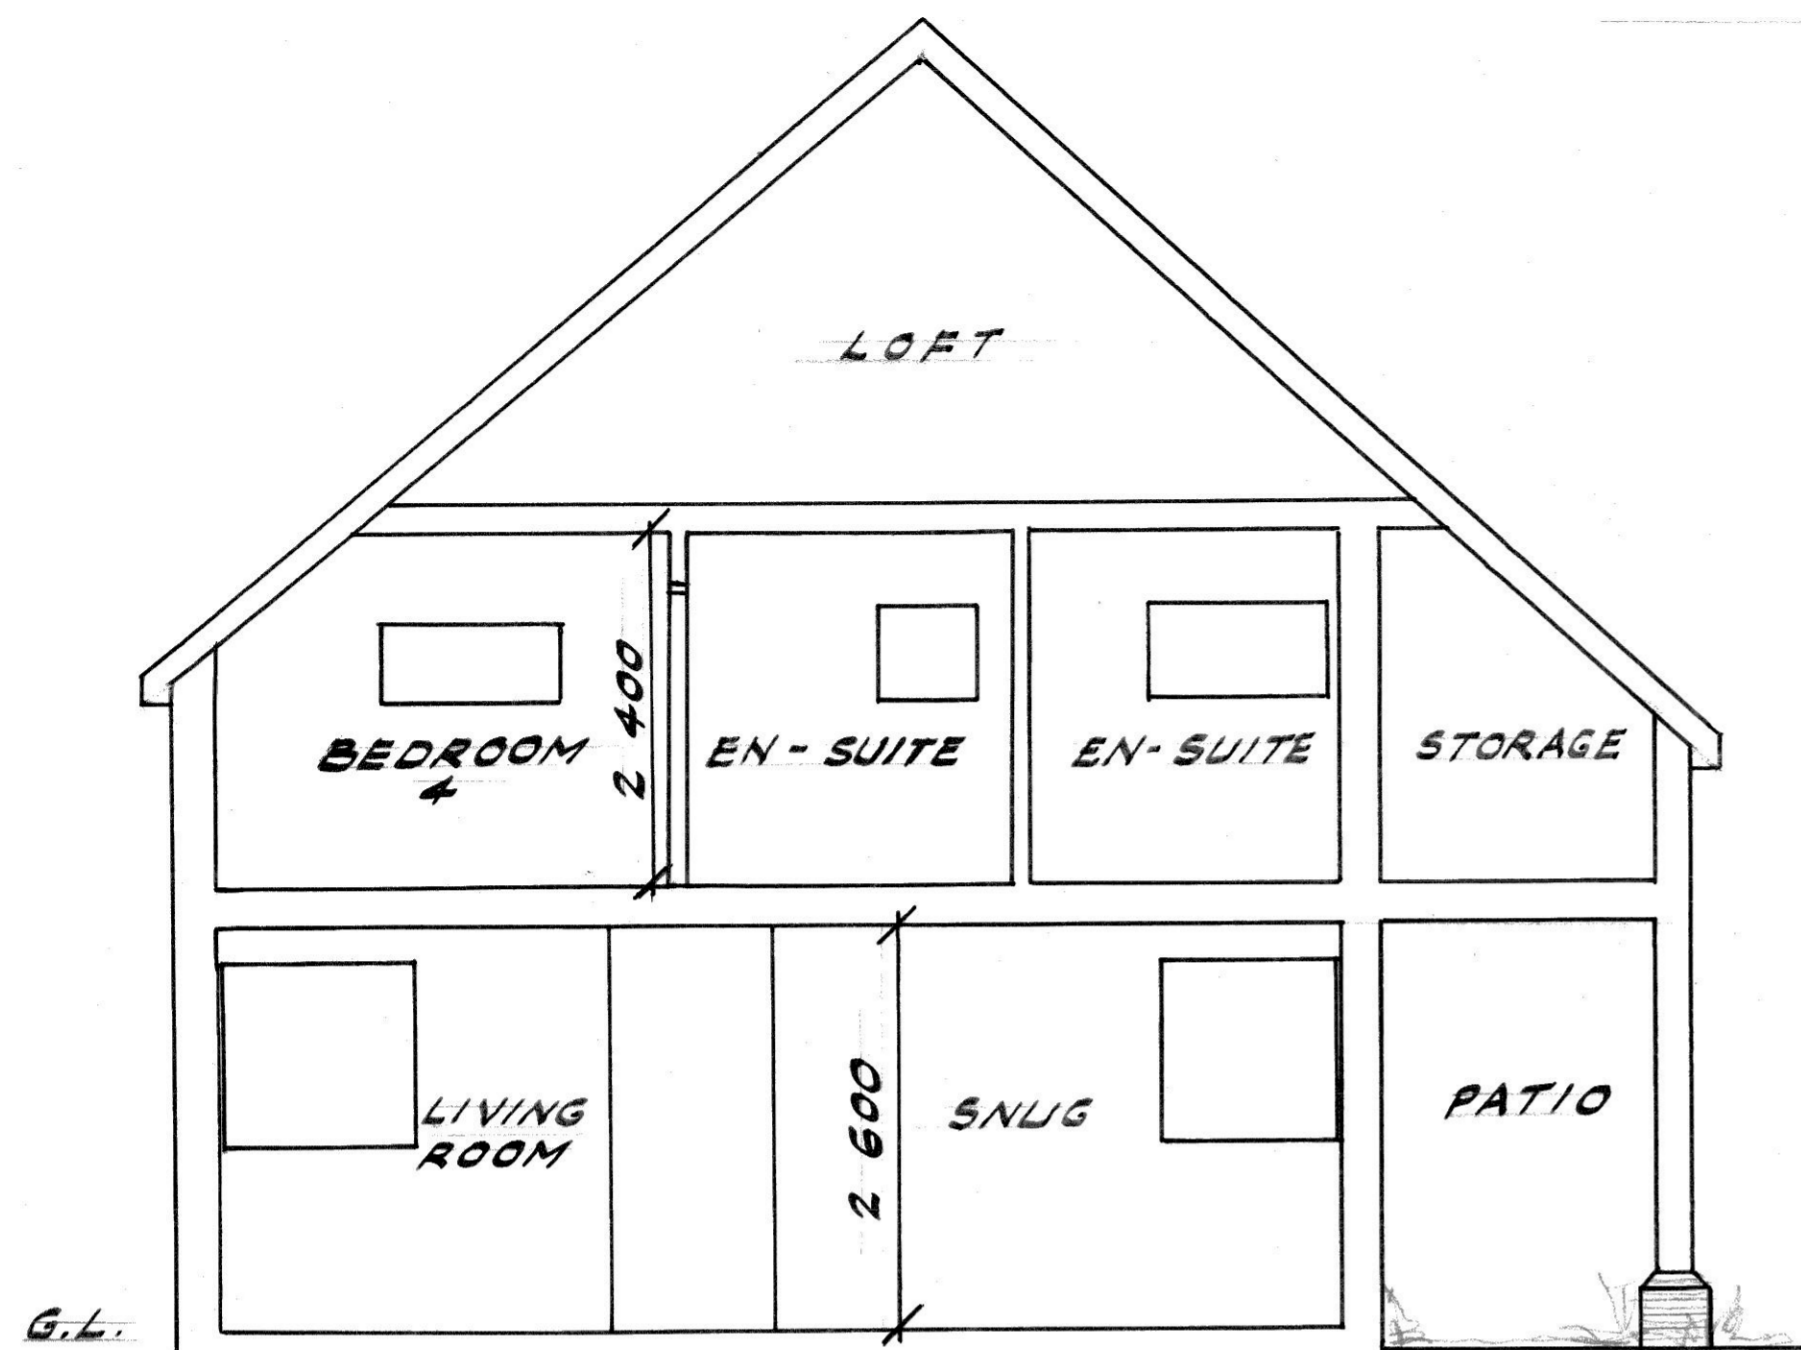 LOFT
BEDROOM
4
2 400
EN-SUITE
EN-SUITE
STORAGE
LIVING
ROOM
2 600
SNUG
PATIO
G.L.